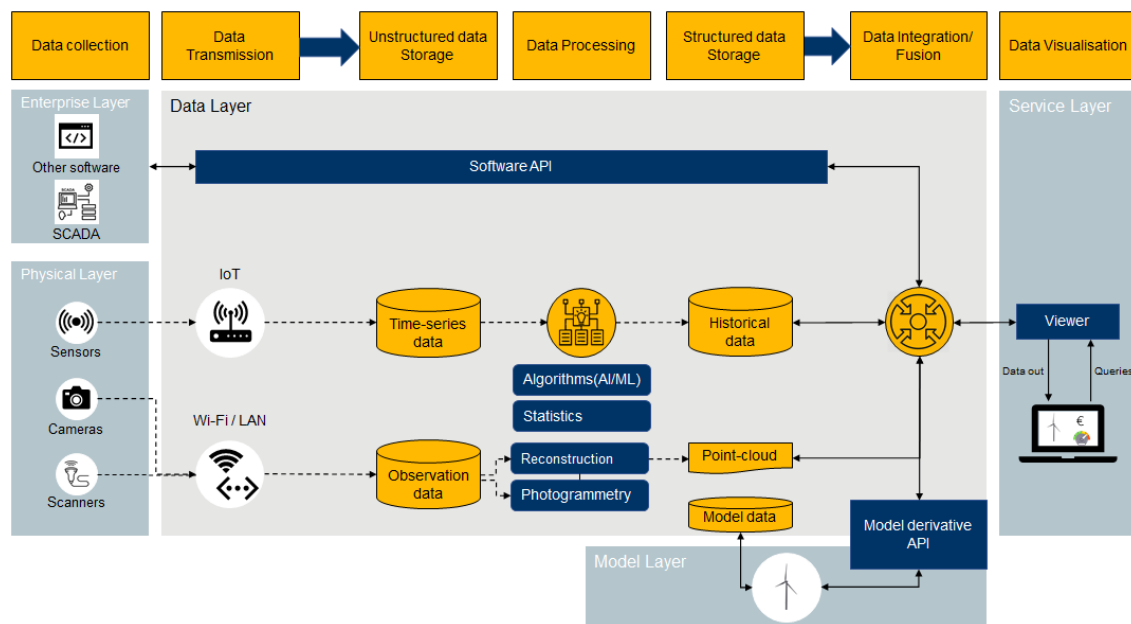 Data collection
Data
Transmission
Unstructured data
Storage
Data Processing
Structured data
Storage
Data Integration/
Fusion
Data Visualisation
Enterprise Layer
Other software
SCADA
SCADA
Data Layer
Software API
Service Layer
Physical Layer
Sensors
Cameras
Scanners
IoT
Wi-Fi / LAN
Time-series
data
Historical
data
Algorithms(AI/ML)
Statistics
Observation
data
Reconstruction
Photogrammetry
Point-cloud
Model data
Model derivative
API
Model Layer
Viewer
Data out
Queries
€